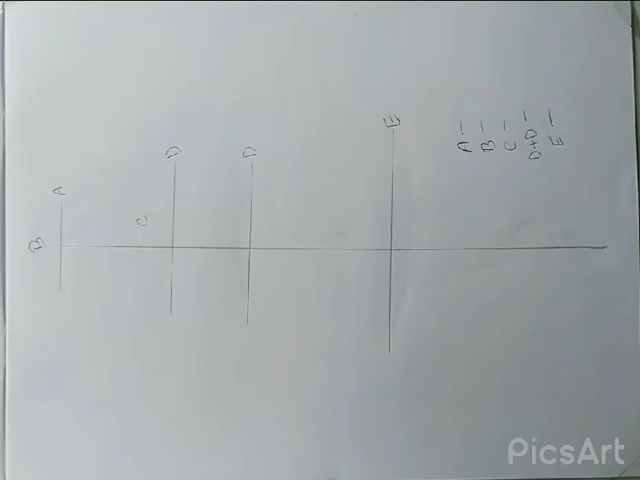 A
B
C
D
D
E
A –
B –
C –
D+D –
E –
PicsArt